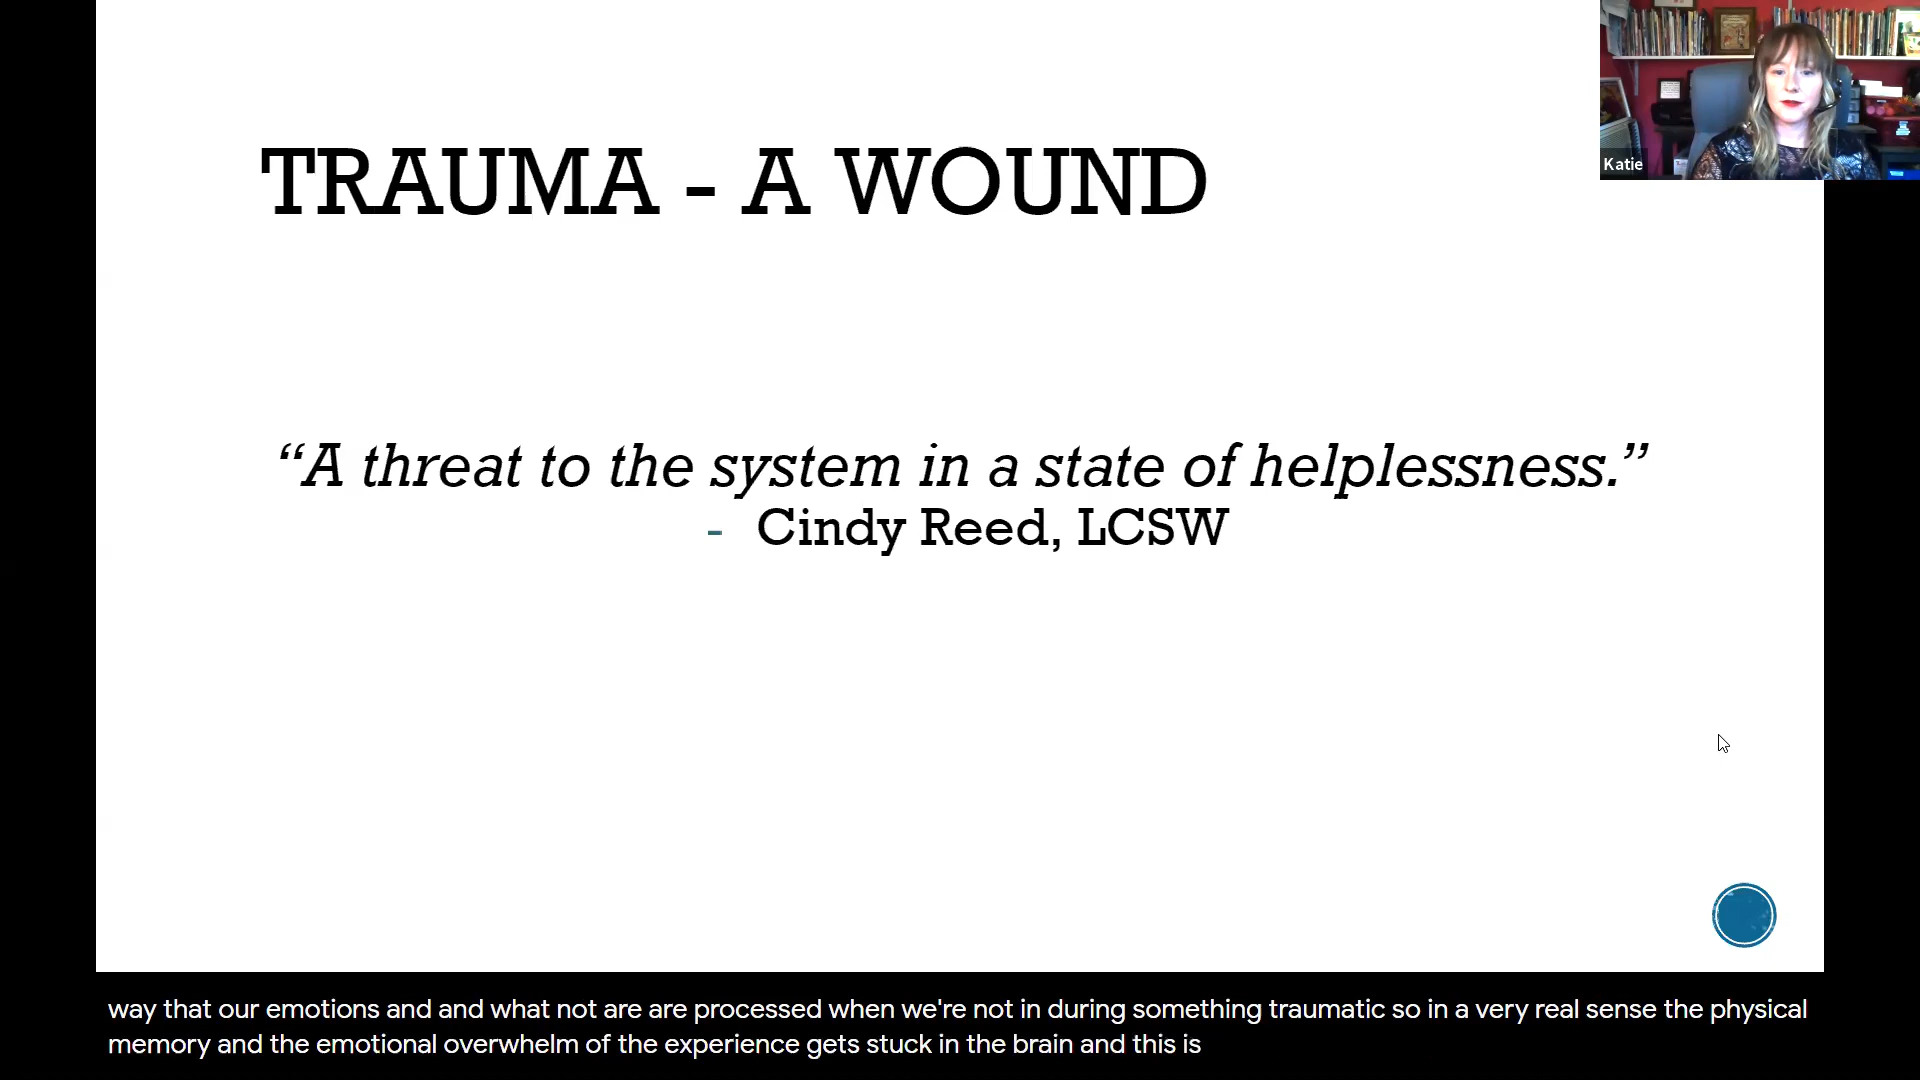 TRAUMA - A WOUND
Katie
“A threat to the system in a state of helplessness.”
- Cindy Reed, LCSW
way that our emotions and and what not are are processed when we're not in during something traumatic so in a very real sense the physical
memory and the emotional overwhelm of the experience gets stuck in the brain and this is